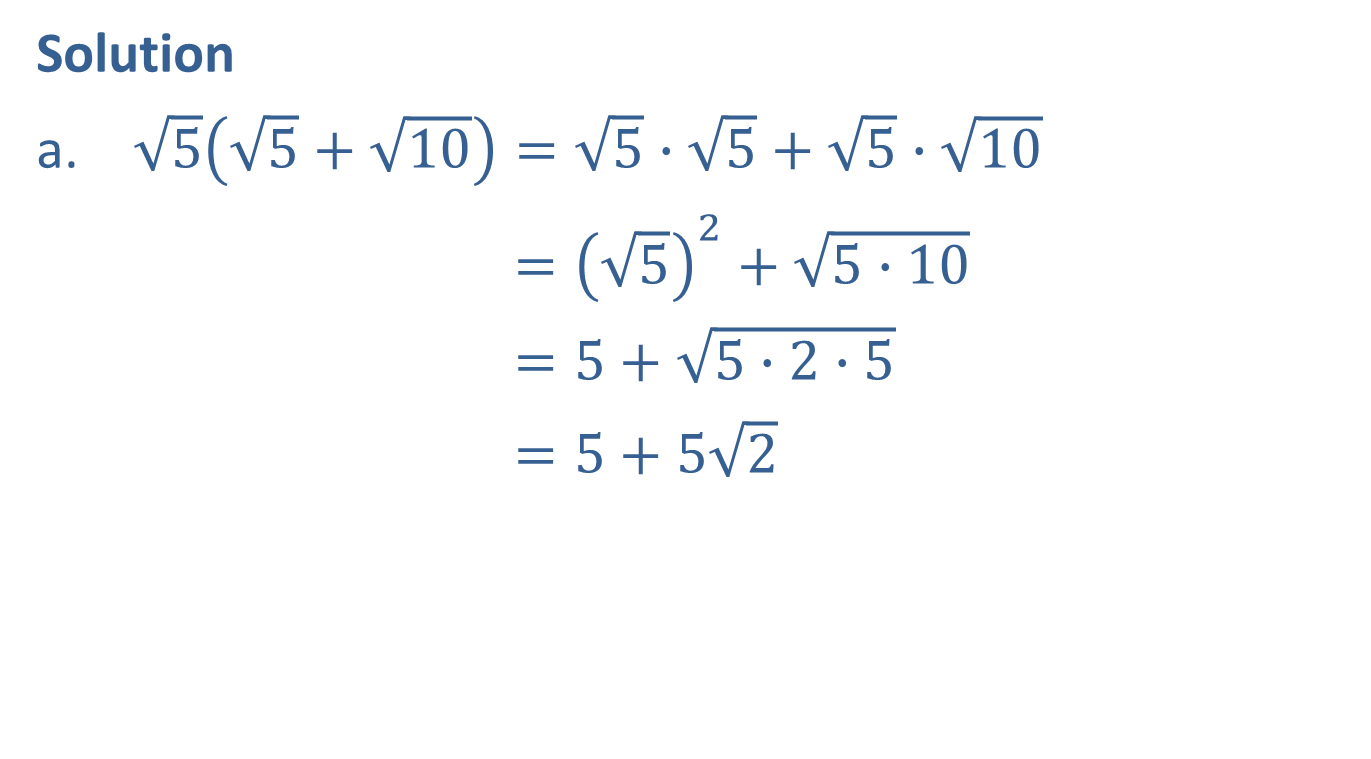 Solution
a. √5(√5 + √10) = √5 · √5 + √5 · √10
= (√5)² + √(5 · 10)
= 5 + √(5 · 2 · 5)
= 5 + 5√2